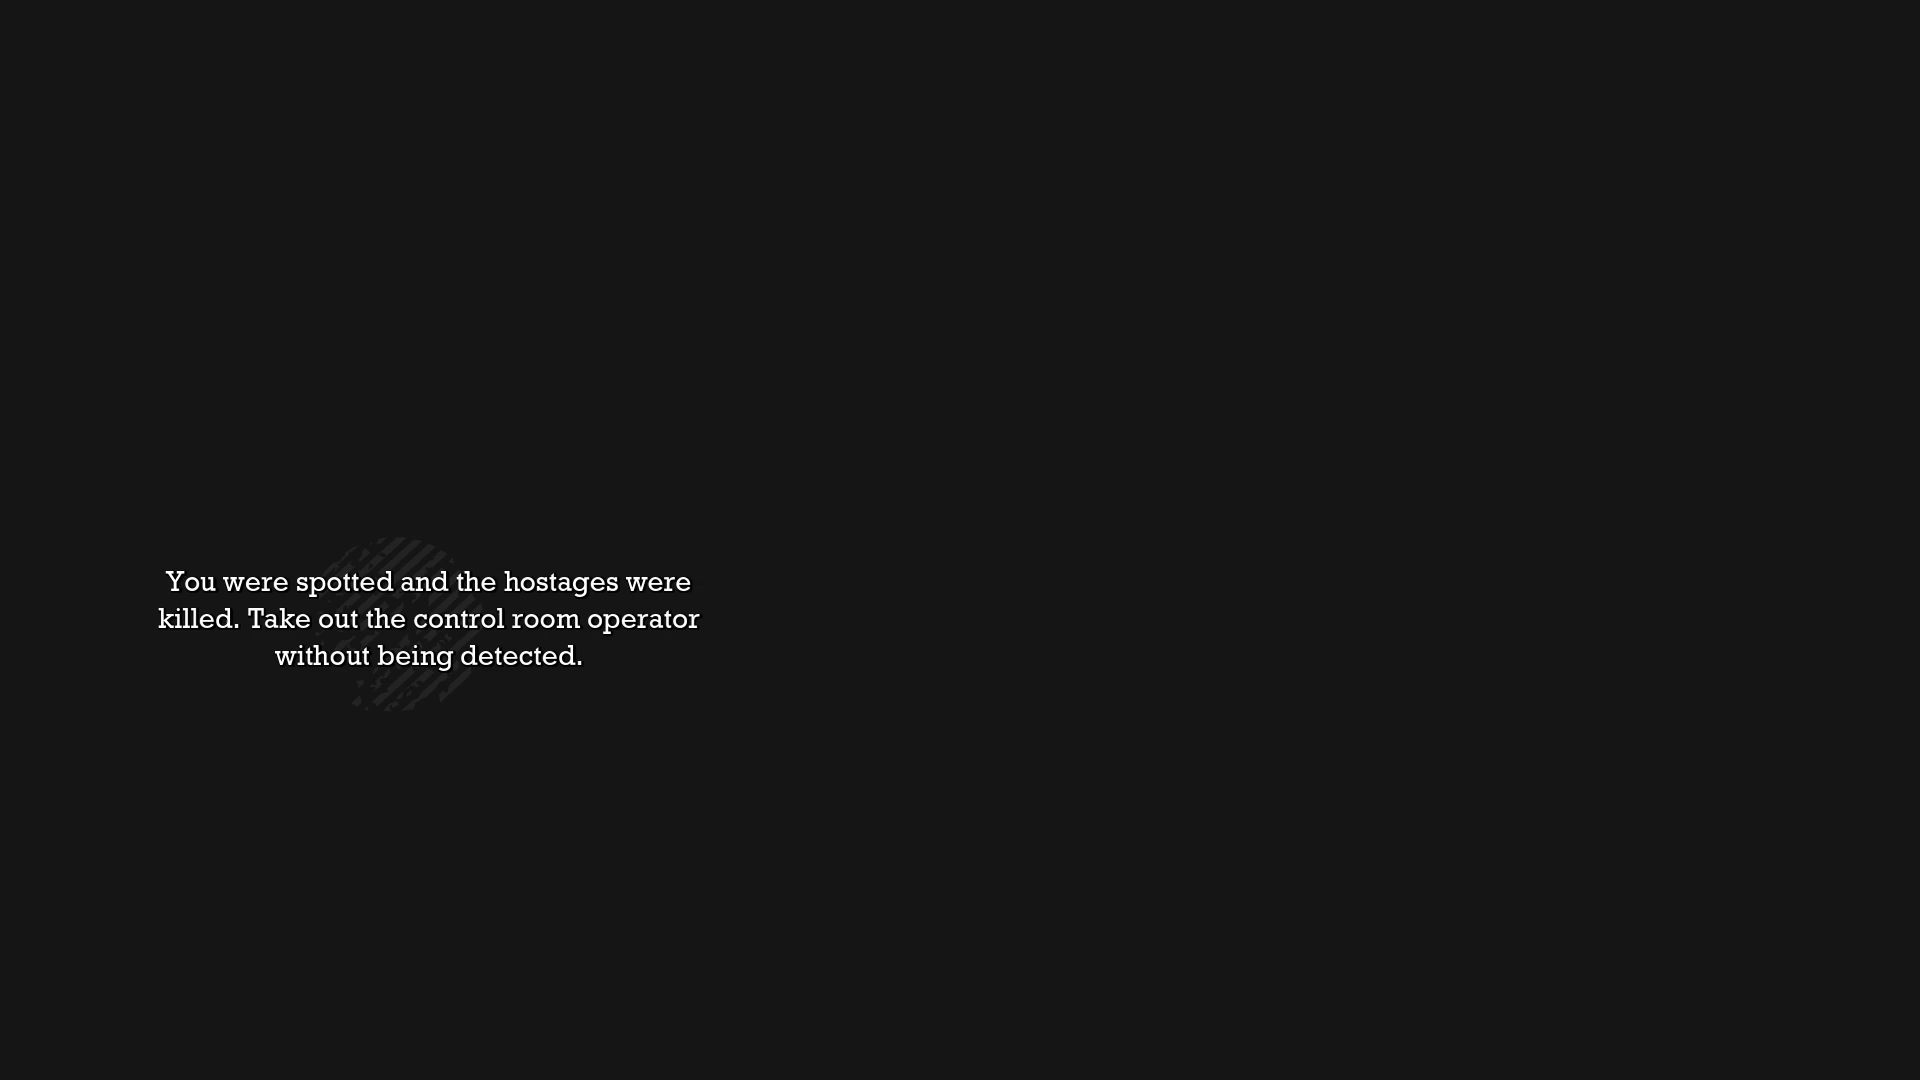 You were spotted and the hostages were
killed. Take out the control room operator
without being detected.